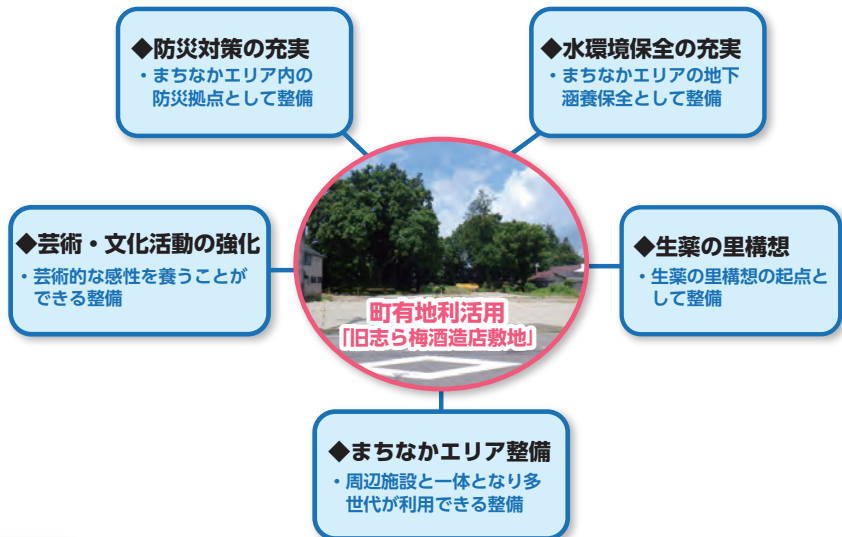 ◆防災対策の充実
・まちなかエリア内の
防災拠点として整備
◆水環境保全の充実
・まちなかエリアの地下
涵養保全として整備
◆芸術・文化活動の強化
・芸術的な感性を養うことが
できる整備
町有地利活用
「旧志ら梅酒造店敷地」
◆生薬の里構想
・生薬の里構想の起点と
して整備
◆まちなかエリア整備
・周辺施設と一体となり多
世代が利用できる整備